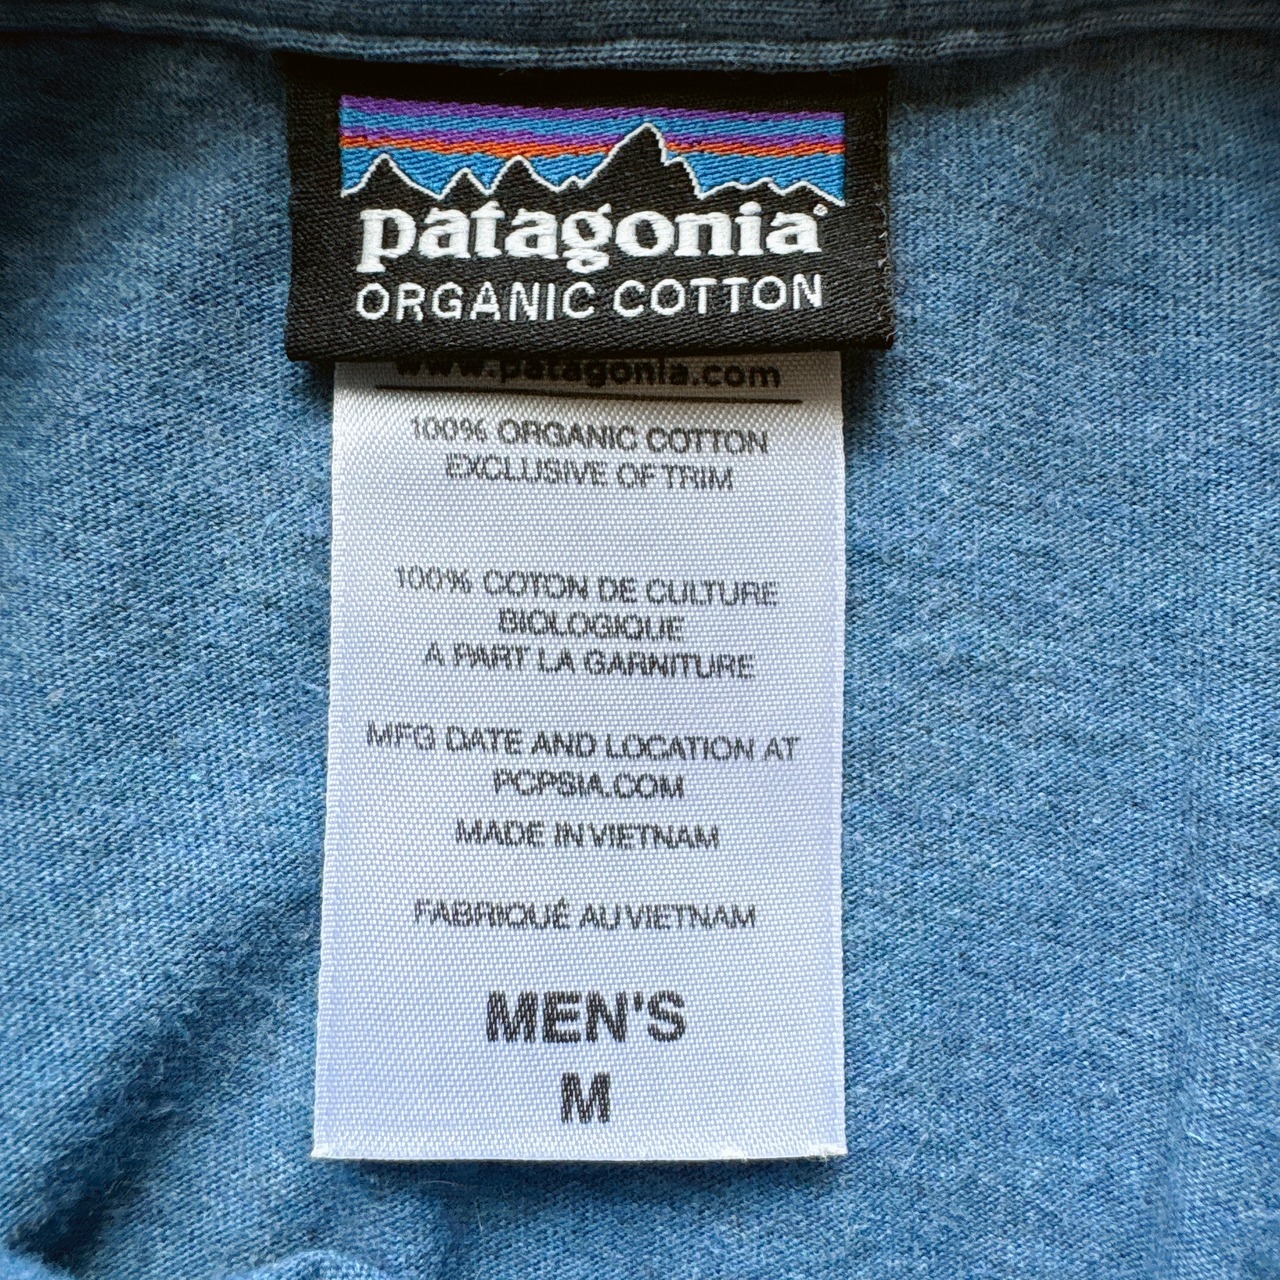 patagonia®
ORGANIC COTTON
www.patagonia.com
100% ORGANIC COTTON
EXCLUSIVE OF TRIM
100% COTON DE CULTURE
BIOLOGIQUE
A PART LA GARNITURE
MFG DATE AND LOCATION AT
PCPSIA.COM
MADE IN VIETNAM
FABRIQUÉ AU VIETNAM
MEN'S
M